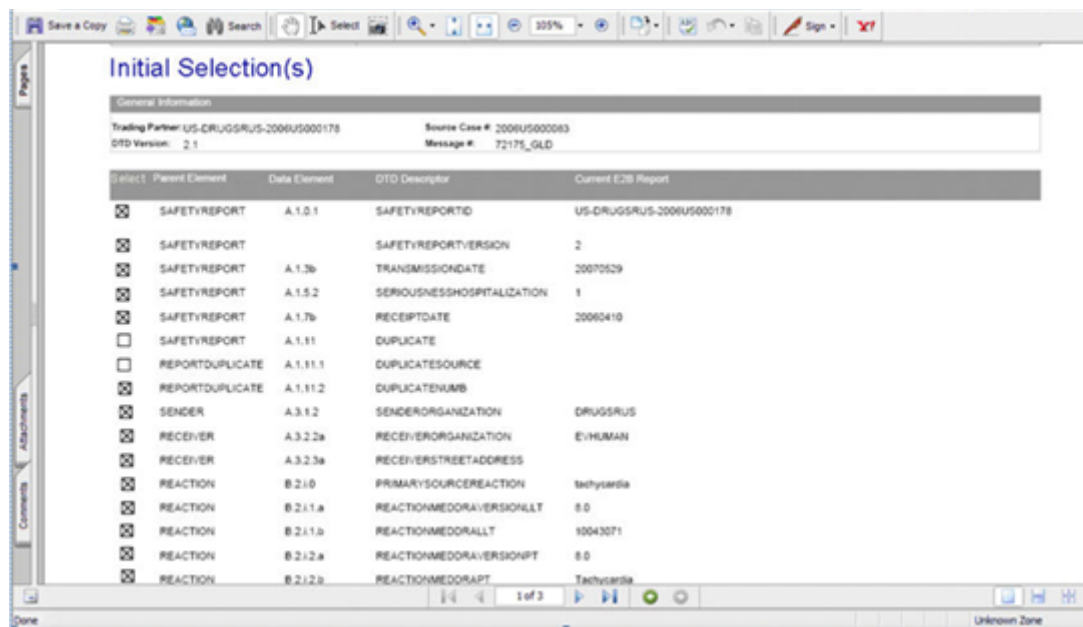 Save a Copy Search Select 105% Sign Y!
Pages
Initial Selection(s)
General Information
Trading Partner: US-DRUGSRUS-2006US000178 Source Case #: 2006US000083
DTD Version: 2.1 Message #: 72175_GLD
Select Parent Element Data Element DTD Descriptor Current E2B Report
SAFETYREPORT A.1.0.1 SAFETYREPORTID US-DRUGSRUS-2006US000178
SAFETYREPORT SAFETYREPORTVERSION 2
SAFETYREPORT A.1.3b TRANSMISSIONDATE 20070529
SAFETYREPORT A.1.5.2 SERIOUSNESSHOSPITALIZATION 1
SAFETYREPORT A.1.7b RECEIPTDATE 20060410
SAFETYREPORT A.1.11 DUPLICATE
REPORTDUPLICATE A.1.11.1 DUPLICATESOURCE
REPORTDUPLICATE A.1.11.2 DUPLICATENUMB
SENDER A.3.1.2 SENDERORGANIZATION DRUGSRUS
RECEIVER A.3.2.2a RECEIVERORGANIZATION EVHUMAN
RECEIVER A.3.2.3a RECEIVERSTREETADDRESS
REACTION B.2.i.0 PRIMARYSOURCEREACTION tachycardia
REACTION B.2.i.1.a REACTIONMEDDRAVERSIONLLT 8.0
REACTION B.2.i.1.b REACTIONMEDDRALLT 10043071
REACTION B.2.i.2.a REACTIONMEDDRAVERSIONPT 8.0
REACTION B.2.i.2.b REACTIONMEDDRAPT Tachycardia
Attachments
Comments
1 of 3
Done Unknown Zone